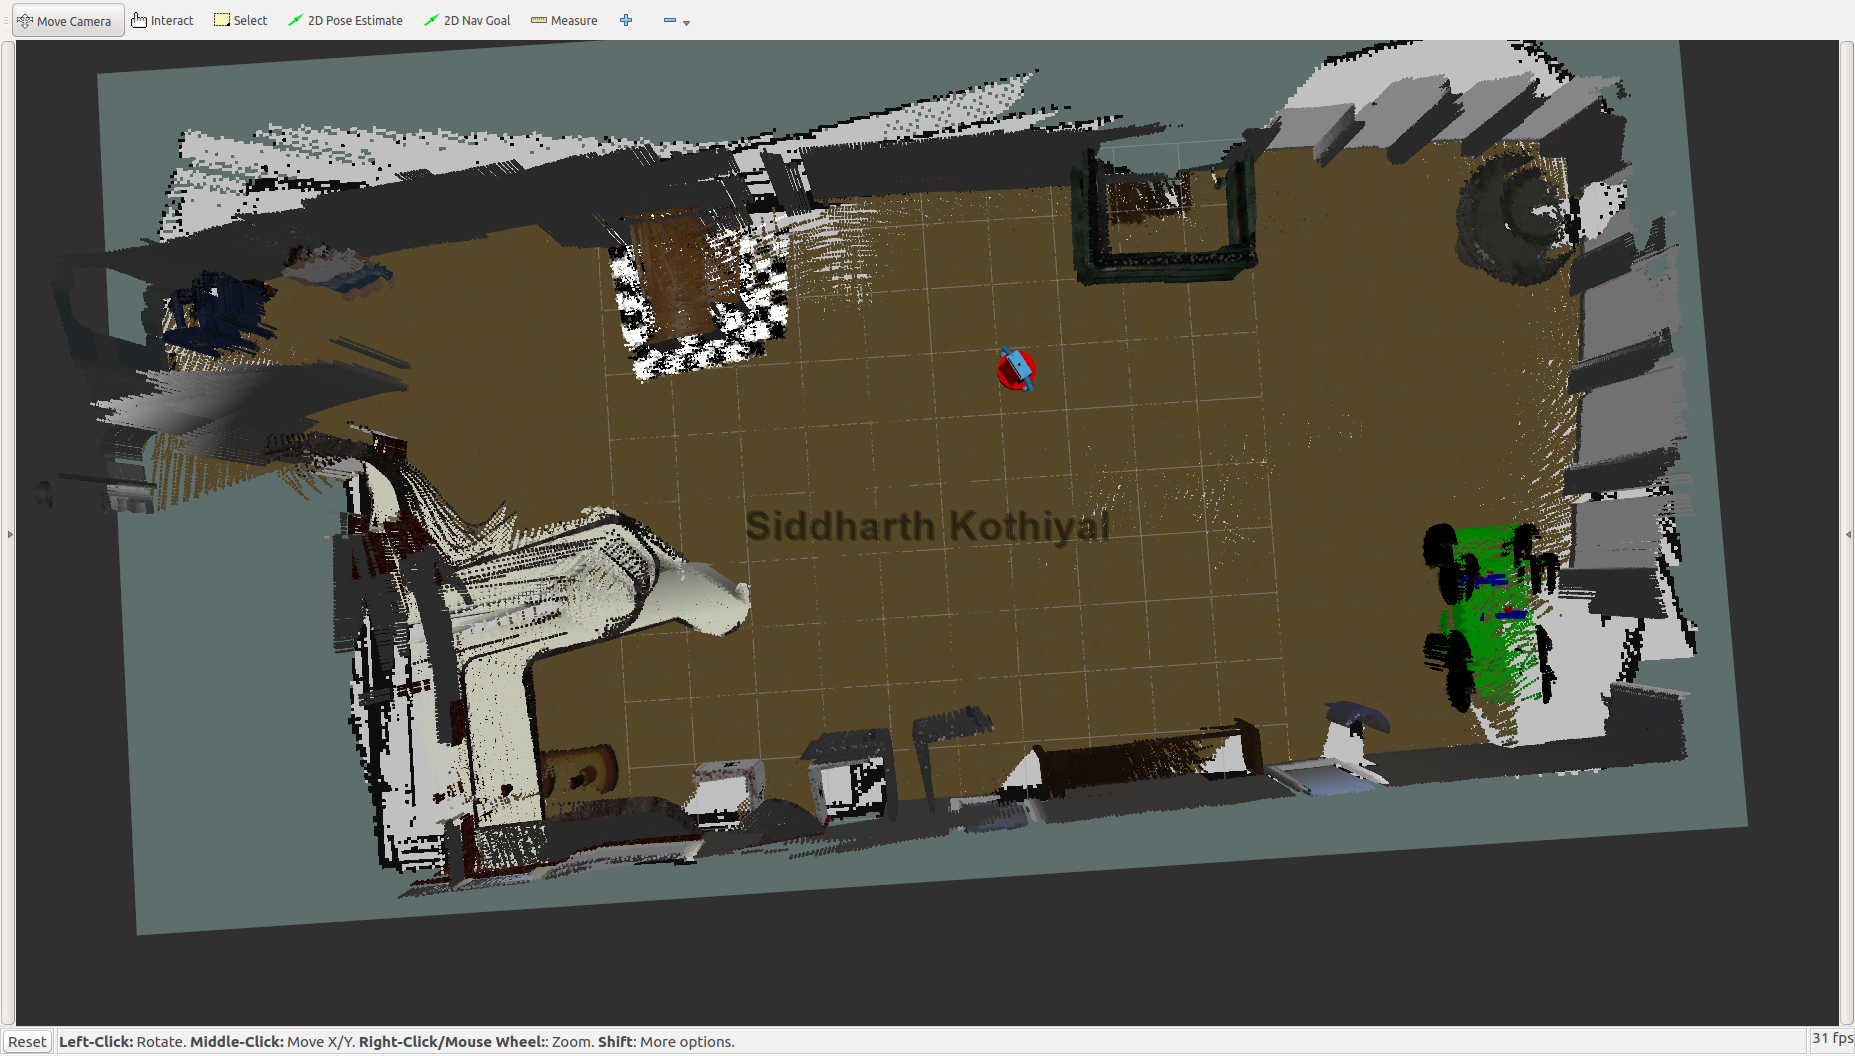 Move Camera Interact Select 2D Pose Estimate 2D Nav Goal Measure
Siddharth Kothiyal
Reset Left-Click: Rotate. Middle-Click: Move X/Y. Right-Click/Mouse Wheel:: Zoom. Shift: More options. 31 fps